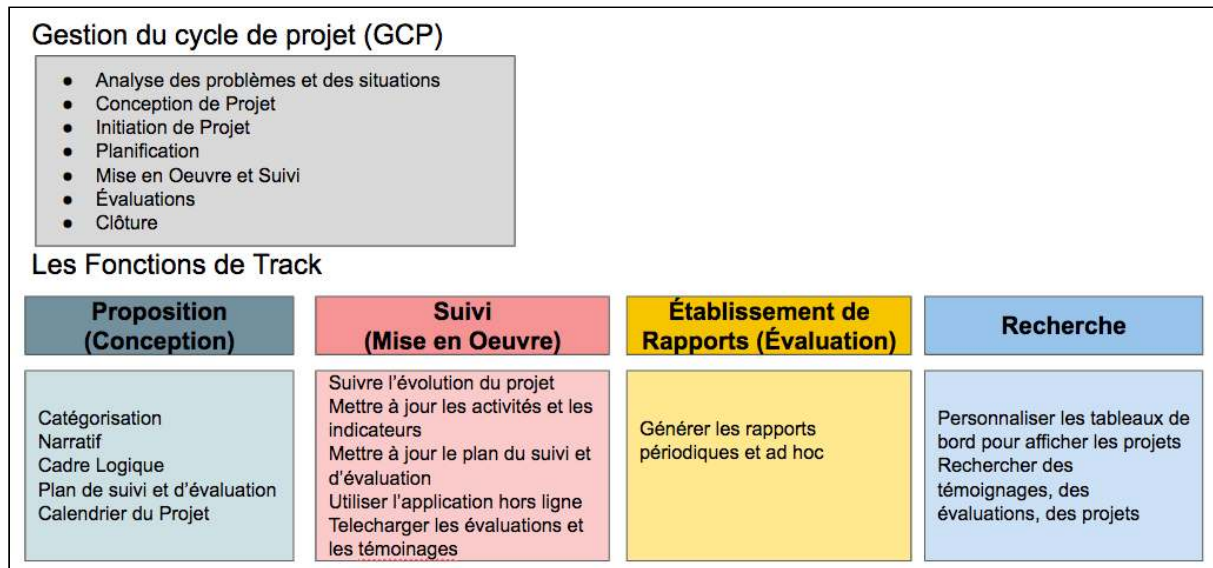 Gestion du cycle de projet (GCP)
● Analyse des problèmes et des situations
● Conception de Projet
● Initiation de Projet
● Planification
● Mise en Oeuvre et Suivi
● Évaluations
● Clôture
Les Fonctions de Track
Proposition
(Conception)
Catégorisation
Narratif
Cadre Logique
Plan de suivi et d'évaluation
Calendrier du Projet
Suivi
(Mise en Oeuvre)
Suivre l'évolution du projet
Mettre à jour les activités et les
indicateurs
Mettre à jour le plan du suivi et
d'évaluation
Utiliser l'application hors ligne
Telecharger les évaluations et
les témoinages
Établissement de
Rapports (Évaluation)
Générer les rapports
périodiques et ad hoc
Recherche
Personnaliser les tableaux de
bord pour afficher les projets
Rechercher des
témoignages, des
évaluations, des projets